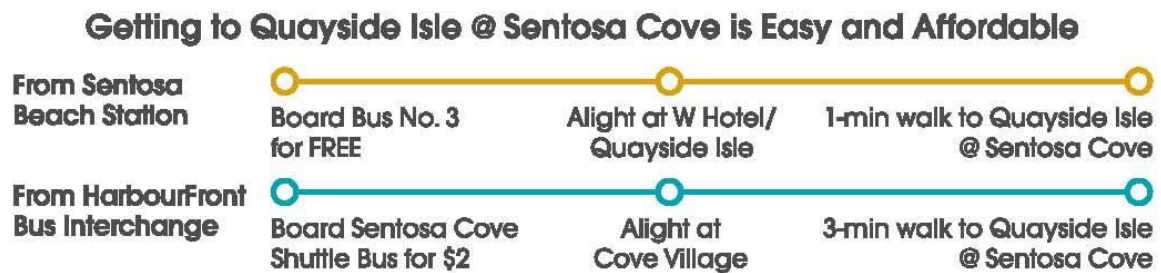 Getting to Quayside Isle @ Sentosa Cove is Easy and Affordable
From Sentosa
Beach Station
Board Bus No. 3
for FREE
Alight at W Hotel/
Quayside Isle
1-min walk to Quayside Isle
@ Sentosa Cove
From HarbourFront
Bus Interchange
Board Sentosa Cove
Shuttle Bus for $2
Alight at
Cove Village
3-min walk to Quayside Isle
@ Sentosa Cove